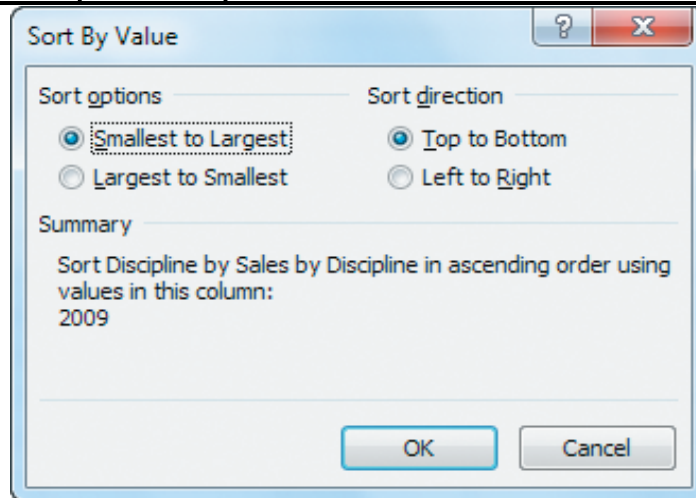 Sort By Value
Sort options
Sort direction
Smallest to Largest
Top to Bottom
Largest to Smallest
Left to Right
Summary
Sort Discipline by Sales by Discipline in ascending order using
values in this column:
2009
OK
Cancel